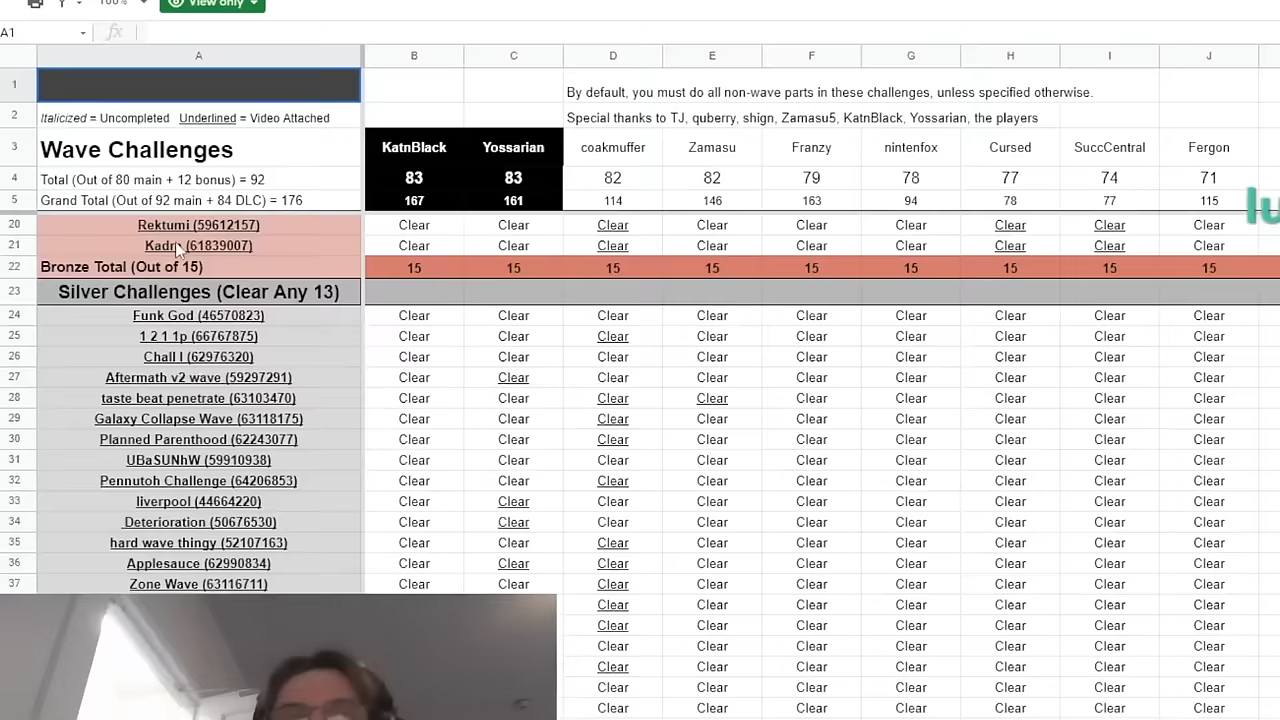 100%
View only
A1
fx
A B C D E F G H I J
1 By default, you must do all non-wave parts in these challenges, unless specified otherwise.
2 Italicized = Uncompleted Underlined = Video Attached Special thanks to TJ, quberry, shign, Zamasu5, KatnBlack, Yossarian, the players
3 Wave Challenges KatnBlack Yossarian coakmuffer Zamasu Franzy nintenfox Cursed SuccCentral Fergon
4 Total (Out of 80 main + 12 bonus) = 92 83 83 82 82 79 78 77 74 71
5 Grand Total (Out of 92 main + 84 DLC) = 176 167 161 114 146 163 94 78 77 115
20 Rektumi (59612157) Clear Clear Clear Clear Clear Clear Clear Clear Clear
21 (61839007) Clear Clear Clear Clear Clear Clear Clear Clear Clear
22 Bronze Total (Out of 15) 15 15 15 15 15 15 15 15 15
23 Silver Challenges (Clear Any 13)
24 Funk God (46570823) Clear Clear Clear Clear Clear Clear Clear Clear Clear
25 1 2 1 1p (66767875) Clear Clear Clear Clear Clear Clear Clear Clear Clear
26 Chall I (62976320) Clear Clear Clear Clear Clear Clear Clear Clear Clear
27 Aftermath v2 wave (59297291) Clear Clear Clear Clear Clear Clear Clear Clear Clear
28 taste beat penetrate (63103470) Clear Clear Clear Clear Clear Clear Clear Clear Clear
29 Galaxy Collapse Wave (63118175) Clear Clear Clear Clear Clear Clear Clear Clear Clear
30 Planned Parenthood (62243077) Clear Clear Clear Clear Clear Clear Clear Clear Clear
31 UBaSUNhW (59910938) Clear Clear Clear Clear Clear Clear Clear Clear Clear
32 Pennutoh Challenge (64206853) Clear Clear Clear Clear Clear Clear Clear Clear Clear
33 liverpool (44664220) Clear Clear Clear Clear Clear Clear Clear Clear Clear
34 Deterioration (50676530) Clear Clear Clear Clear Clear Clear Clear Clear Clear
35 hard wave thingy (52107163) Clear Clear Clear Clear Clear Clear Clear Clear Clear
36 Applesauce (62990834) Clear Clear Clear Clear Clear Clear Clear Clear Clear
37 Zone Wave (63116711) Clear Clear Clear Clear Clear Clear Clear Clear Clear
Clear Clear Clear Clear Clear Clear Clear
Clear Clear Clear Clear Clear Clear Clear
Clear Clear Clear Clear Clear Clear Clear
Clear Clear Clear Clear Clear Clear Clear
Clear Clear Clear Clear Clear Clear Clear
Clear Clear Clear Clear Clear Clear Clear